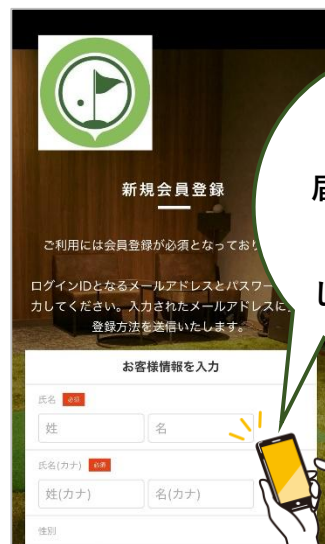 新規会員登録
ご利用には会員登録が必須となってお
ログインIDとなるメールアドレスとパスワー
力してください。入力されたメールアドレスに
登録方法を送信いたします。
お客様情報を入力
氏名 必須
姓 名
氏名(カナ) 必須
姓(カナ) 名(カナ)
性別
届
し